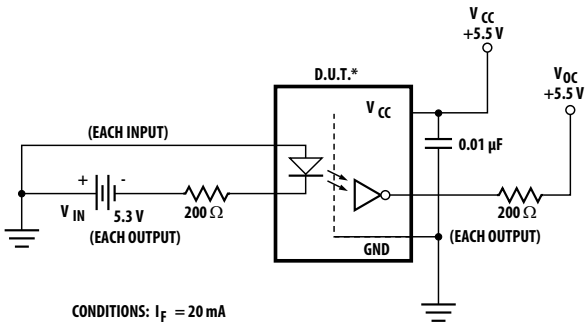 V CC
+5.5 V
V OC
+5.5 V
D.U.T.*
V CC
(EACH INPUT)
0.01 µF
+ -
V IN
5.3 V
200 Ω
200 Ω
(EACH OUTPUT)
GND
(EACH OUTPUT)
CONDITIONS: I F = 20 mA